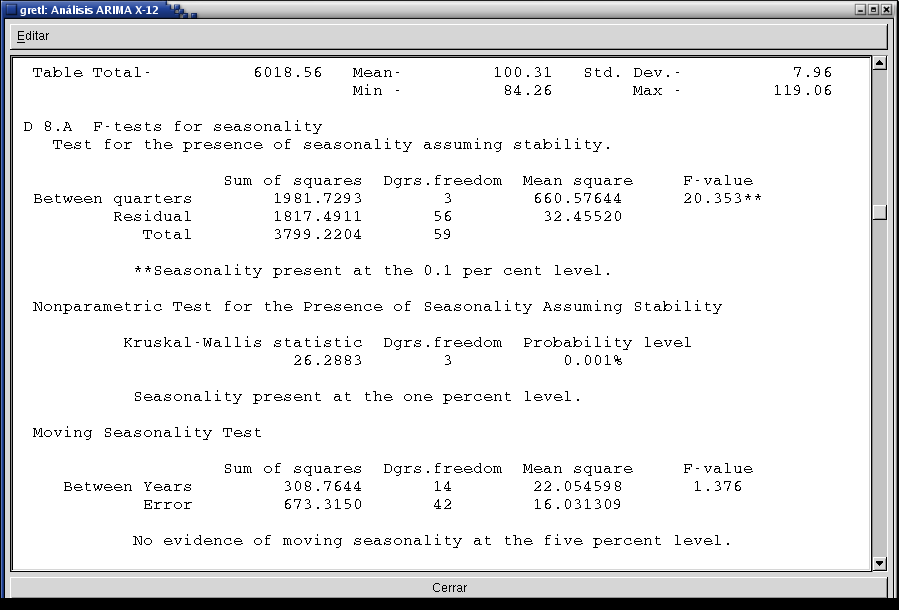 gretl: Análisis ARIMA X-12
Editar
Table Total- 6018.56 Mean- 100.31 Std. Dev.- 7.96
Min - 84.26 Max - 119.06
D 8.A F-tests for seasonality
Test for the presence of seasonality assuming stability.
Sum of squares Dgrs.freedom Mean square F-value
Between quarters 1981.7293 3 660.57644 20.353**
Residual 1817.4911 56 32.45520
Total 3799.2204 59
**Seasonality present at the 0.1 per cent level.
Nonparametric Test for the Presence of Seasonality Assuming Stability
Kruskal-Wallis statistic Dgrs.freedom Probability level
26.2883 3 0.001%
Seasonality present at the one percent level.
Moving Seasonality Test
Sum of squares Dgrs.freedom Mean square F-value
Between Years 308.7644 14 22.054598 1.376
Error 673.3150 42 16.031309
No evidence of moving seasonality at the five percent level.
Cerrar